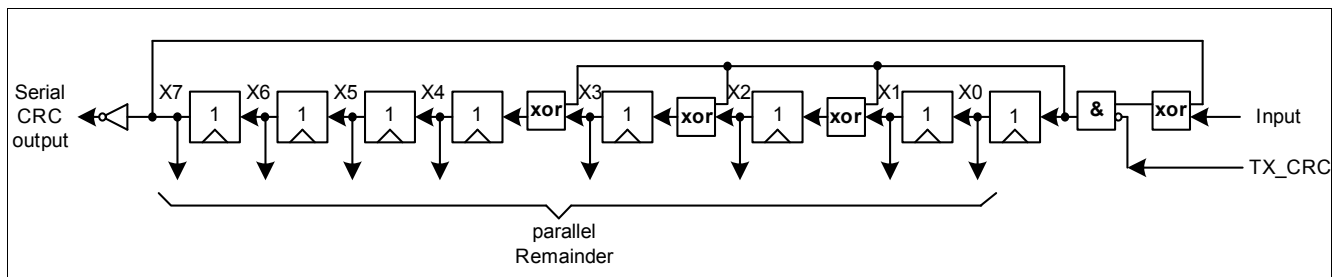 Serial
CRC
output
X7
1
X6
1
X5
1
X4
1
xor
X3
1
xor
X2
1
xor
X1
1
X0
1
&
xor
Input
TX_CRC
parallel
Remainder